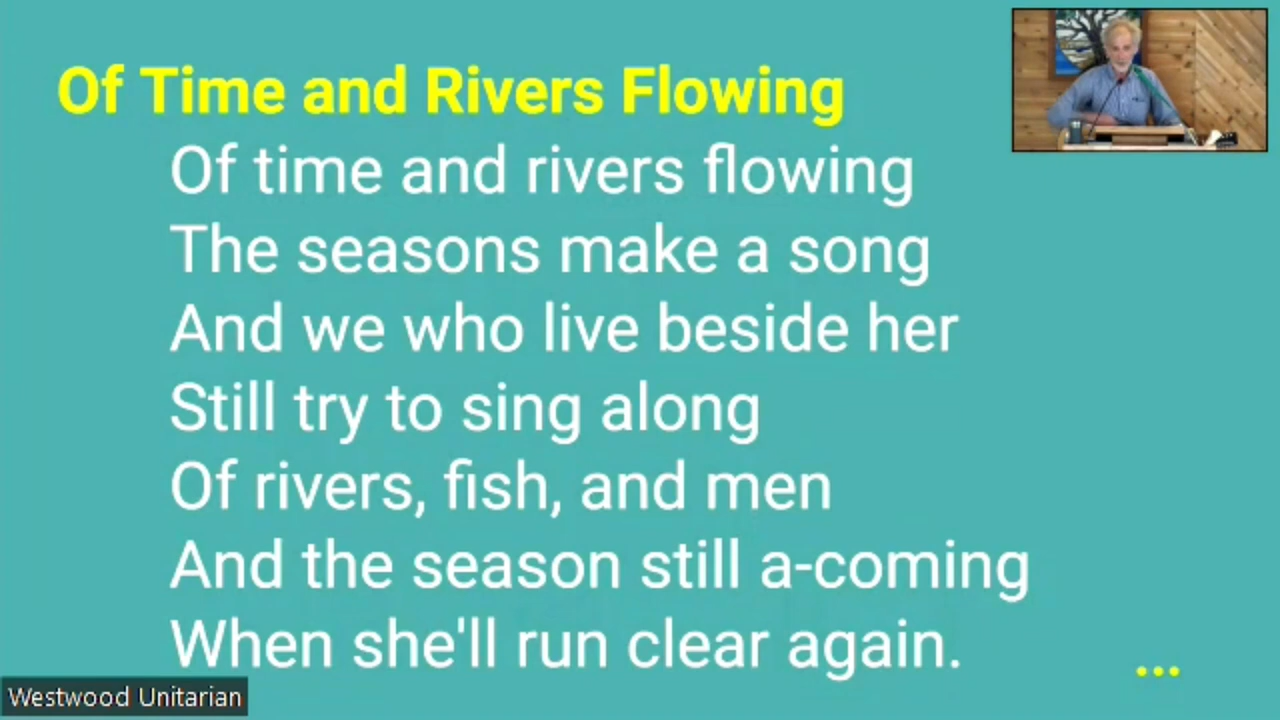 Of Time and Rivers Flowing
Of time and rivers flowing
The seasons make a song
And we who live beside her
Still try to sing along
Of rivers, fish, and men
And the season still a-coming
When she'll run clear again.
...
Westwood Unitarian